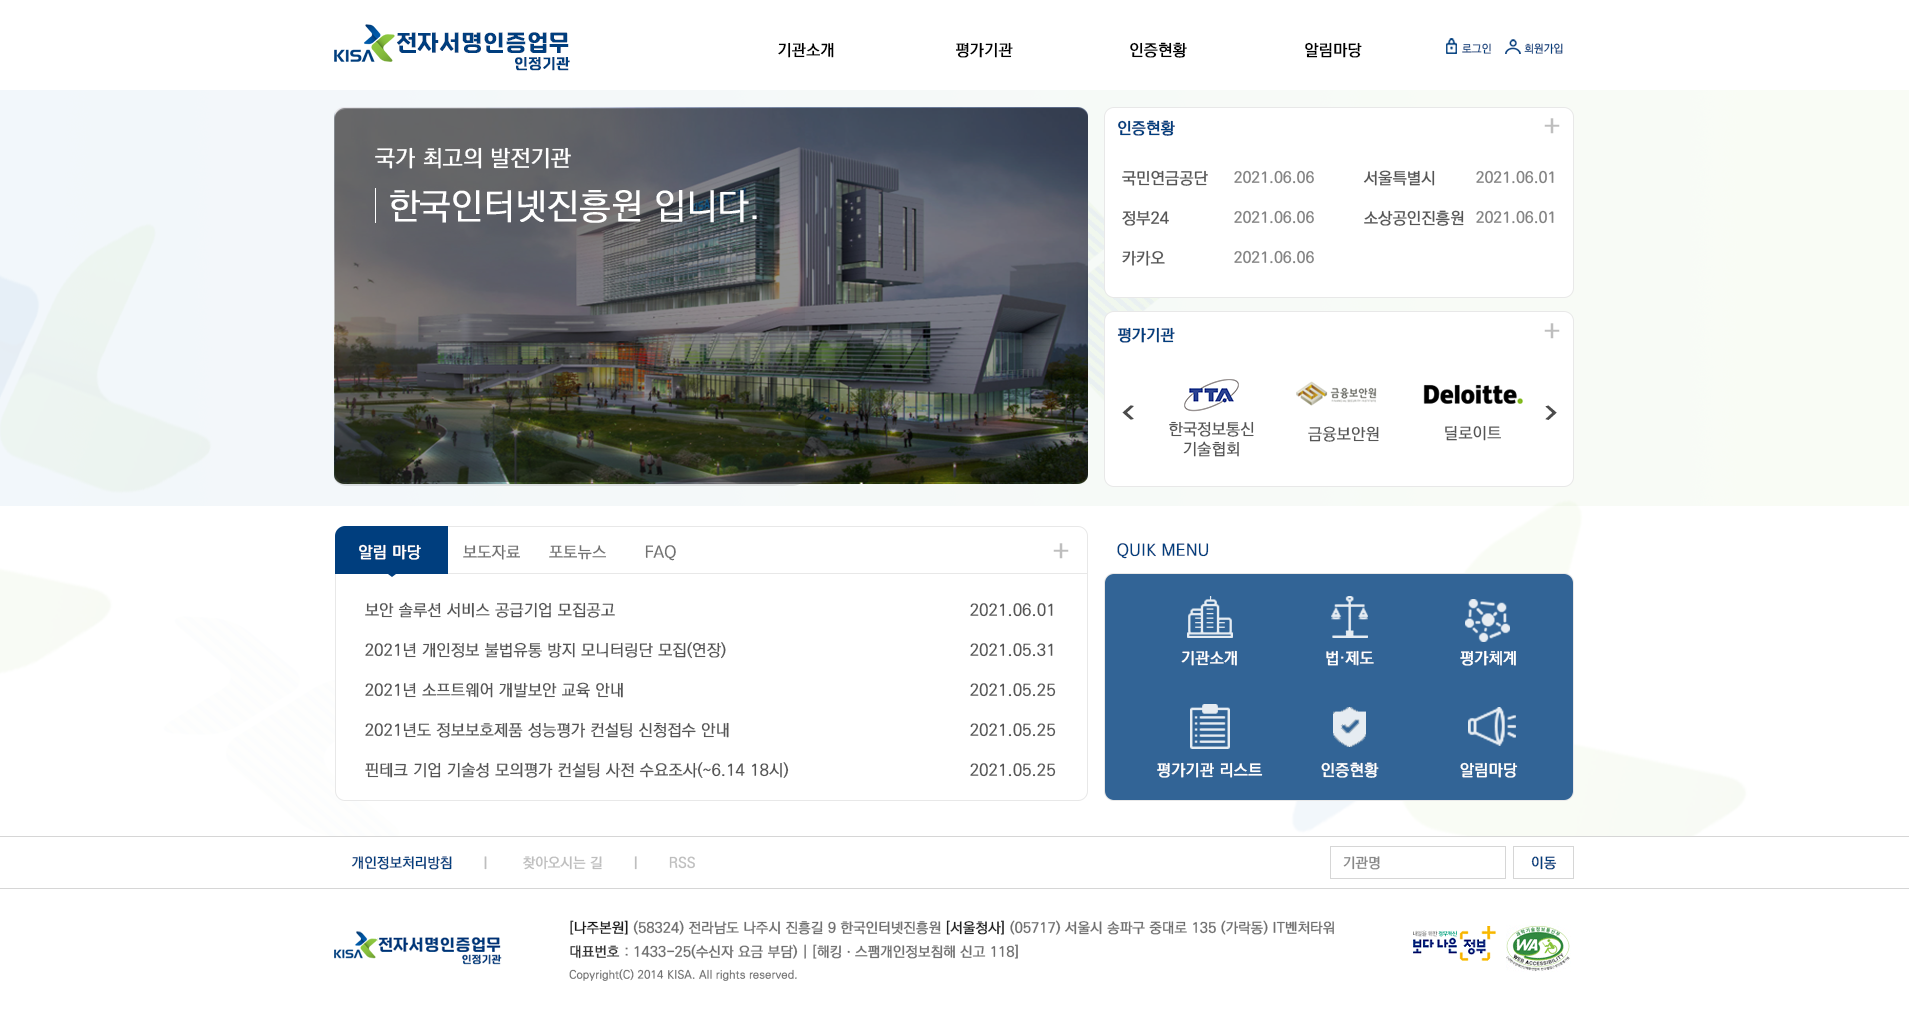 KISA 전자서명인증업무
인정기관
기관소개
평가기관
인증현황
알림마당
로그인
회원가입
국가 최고의 발전기관
한국인터넷진흥원 입니다.
인증현황
국민연금공단 2021.06.06 서울특별시 2021.06.01
정부24 2021.06.06 소상공인진흥원 2021.06.01
카카오 2021.06.06
평가기관
TTA 금융보안원 Deloitte.
한국정보통신
기술협회
금융보안원
딜로이트
알림 마당 보도자료 포토뉴스 FAQ
보안 솔루션 서비스 공급기업 모집공고 2021.06.01
2021년 개인정보 불법유통 방지 모니터링단 모집(연장) 2021.05.31
2021년 소프트웨어 개발보안 교육 안내 2021.05.25
2021년도 정보보호제품 성능평가 컨설팅 신청접수 안내 2021.05.25
핀테크 기업 기술성 모의평가 컨설팅 사전 수요조사(~6.14 18시) 2021.05.25
QUIK MENU
기관소개 법·제도 평가체계
평가기관 리스트 인증현황 알림마당
개인정보처리방침 | 찾아오시는 길 | RSS
기관명 이동
KISA 전자서명인증업무
인정기관
[나주본원] (58324) 전라남도 나주시 진흥길 9 한국인터넷진흥원 [서울청사] (05717) 서울시 송파구 중대로 135 (가락동) IT벤처타워
대표번호 : 1433-25(수신자 요금 부담) | [해킹 · 스팸개인정보침해 신고 118]
Copyright(C) 2014 KISA. All rights reserved.
보다 나은 정부
WA
WEB ACCESSIBILITY